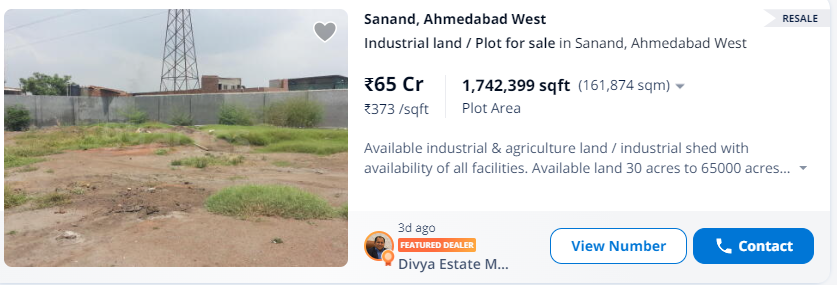 Sanand, Ahmedabad West
RESALE
Industrial land / Plot for sale in Sanand, Ahmedabad West
₹65 Cr
1,742,399 sqft (161,874 sqm)
₹373 /sqft
Plot Area
Available industrial & agriculture land / industrial shed with
availability of all facilities. Available land 30 acres to 65000 acres...
3d ago
FEATURED DEALER
Divya Estate M...
View Number
Contact